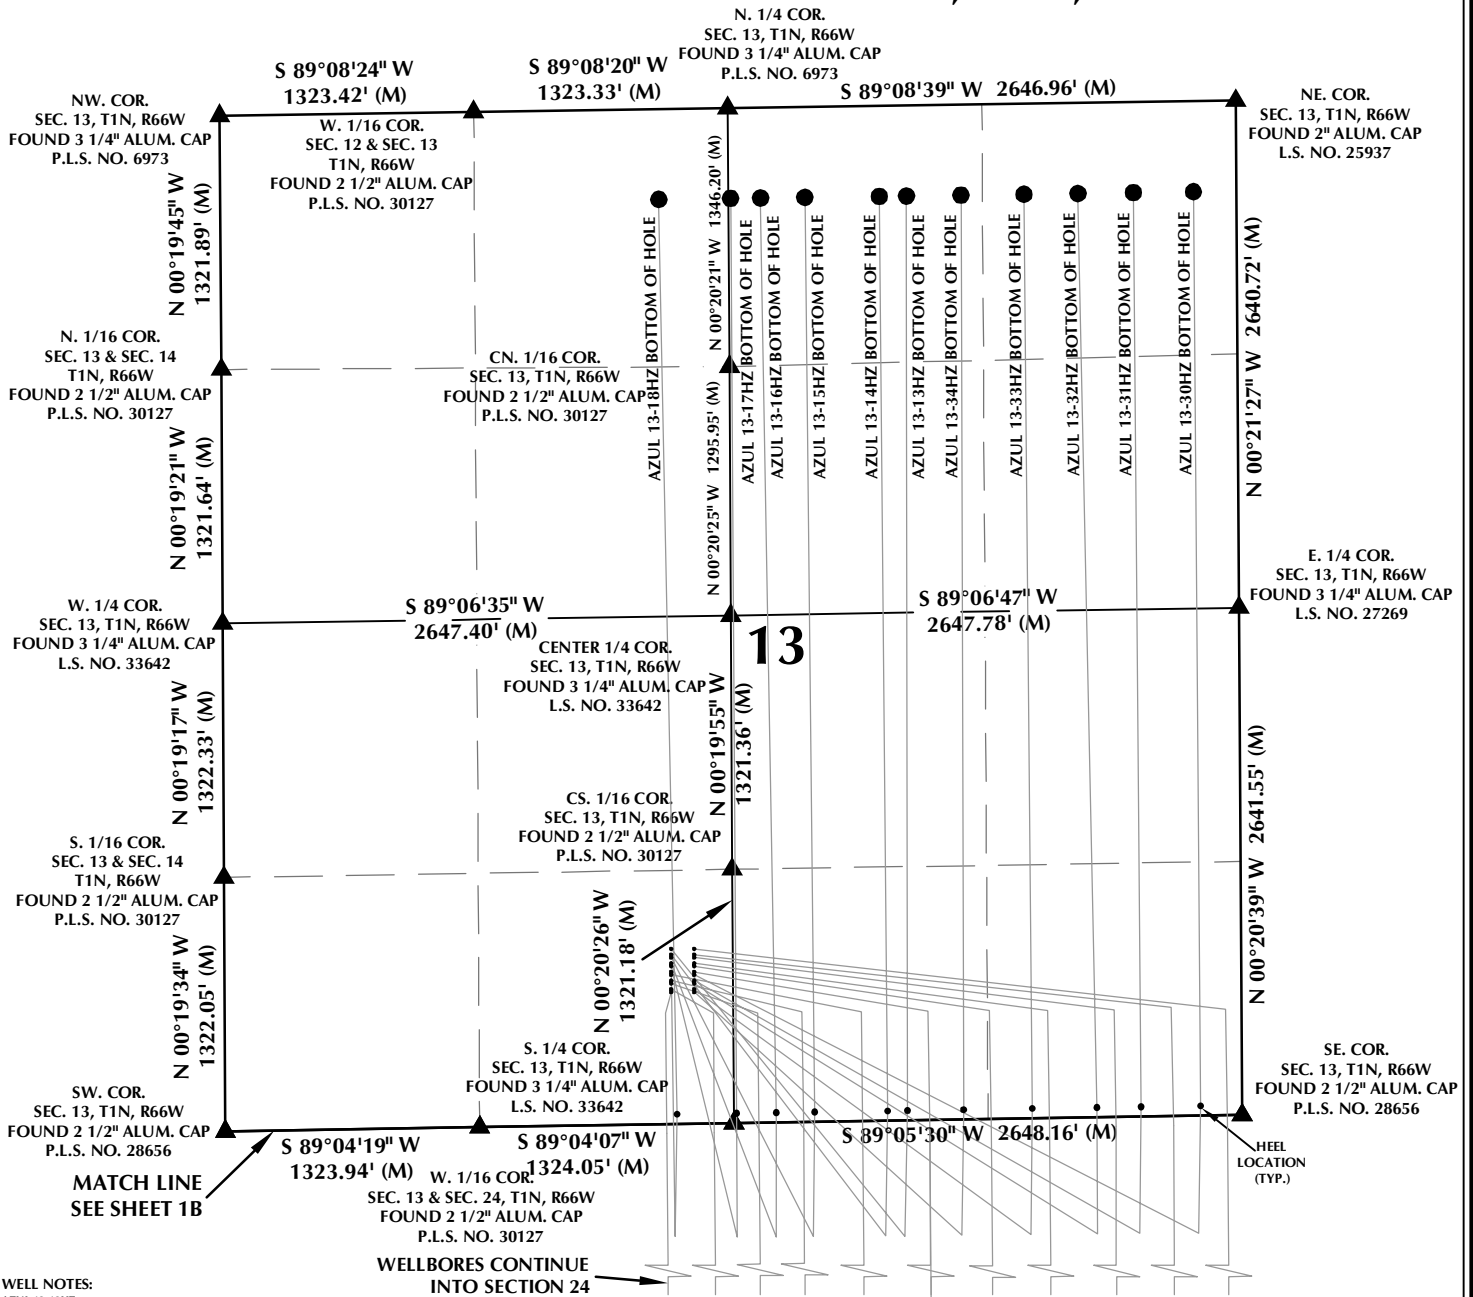 N. 1/4 COR.
SEC. 13, T1N, R66W
FOUND 3 1/4" ALUM. CAP
P.L.S. NO. 6973
S 89°08'24" W
1323.42' (M)
S 89°08'20" W
1323.33' (M)
S 89°08'39" W 2646.96' (M)
NW. COR.
SEC. 13, T1N, R66W
FOUND 3 1/4" ALUM. CAP
P.L.S. NO. 6973
W. 1/16 COR.
SEC. 12 & SEC. 13
T1N, R66W
FOUND 2 1/2" ALUM. CAP
P.L.S. NO. 30127
NE. COR.
SEC. 13, T1N, R66W
FOUND 2" ALUM. CAP
L.S. NO. 25937
N 00°19'45" W
1321.89' (M)
N 00°20'21" W 1346.20' (M)
AZUL 13-18HZ BOTTOM OF HOLE
AZUL 13-17HZ BOTTOM OF HOLE
AZUL 13-16HZ BOTTOM OF HOLE
AZUL 13-15HZ BOTTOM OF HOLE
AZUL 13-14HZ BOTTOM OF HOLE
AZUL 13-13HZ BOTTOM OF HOLE
AZUL 13-34HZ BOTTOM OF HOLE
AZUL 13-33HZ BOTTOM OF HOLE
AZUL 13-32HZ BOTTOM OF HOLE
AZUL 13-31HZ BOTTOM OF HOLE
AZUL 13-30HZ BOTTOM OF HOLE
N 00°21'27" W 2640.72' (M)
N. 1/16 COR.
SEC. 13 & SEC. 14
T1N, R66W
FOUND 2 1/2" ALUM. CAP
P.L.S. NO. 30127
CN. 1/16 COR.
SEC. 13, T1N, R66W
FOUND 2 1/2" ALUM. CAP
P.L.S. NO. 30127
N 00°19'21" W
1321.64' (M)
N 00°20'25" W 1295.95' (M)
W. 1/4 COR.
SEC. 13, T1N, R66W
FOUND 3 1/4" ALUM. CAP
L.S. NO. 33642
S 89°06'35" W
2647.40' (M)
S 89°06'47" W
2647.78' (M)
E. 1/4 COR.
SEC. 13, T1N, R66W
FOUND 3 1/4" ALUM. CAP
L.S. NO. 27269
13
CENTER 1/4 COR.
SEC. 13, T1N, R66W
FOUND 3 1/4" ALUM. CAP
L.S. NO. 33642
N 00°19'17" W
1322.33' (M)
N 00°19'55" W
1321.36' (M)
N 00°20'39" W 2641.55' (M)
S. 1/16 COR.
SEC. 13 & SEC. 14
T1N, R66W
FOUND 2 1/2" ALUM. CAP
P.L.S. NO. 30127
CS. 1/16 COR.
SEC. 13, T1N, R66W
FOUND 2 1/2" ALUM. CAP
P.L.S. NO. 30127
N 00°19'34" W
1322.05' (M)
N 00°20'26" W
1321.18' (M)
S. 1/4 COR.
SEC. 13, T1N, R66W
FOUND 3 1/4" ALUM. CAP
L.S. NO. 33642
SW. COR.
SEC. 13, T1N, R66W
FOUND 2 1/2" ALUM. CAP
P.L.S. NO. 28656
SE. COR.
SEC. 13, T1N, R66W
FOUND 2 1/2" ALUM. CAP
P.L.S. NO. 28656
S 89°04'19" W
1323.94' (M)
S 89°04'07" W
1324.05' (M)
S 89°05'30" W 2648.16' (M)
HEEL
LOCATION
(TYP.)
MATCH LINE
SEE SHEET 1B
W. 1/16 COR.
SEC. 13 & SEC. 24, T1N, R66W
FOUND 2 1/2" ALUM. CAP
P.L.S. NO. 30127
WELLBORES CONTINUE
INTO SECTION 24
WELL NOTES: